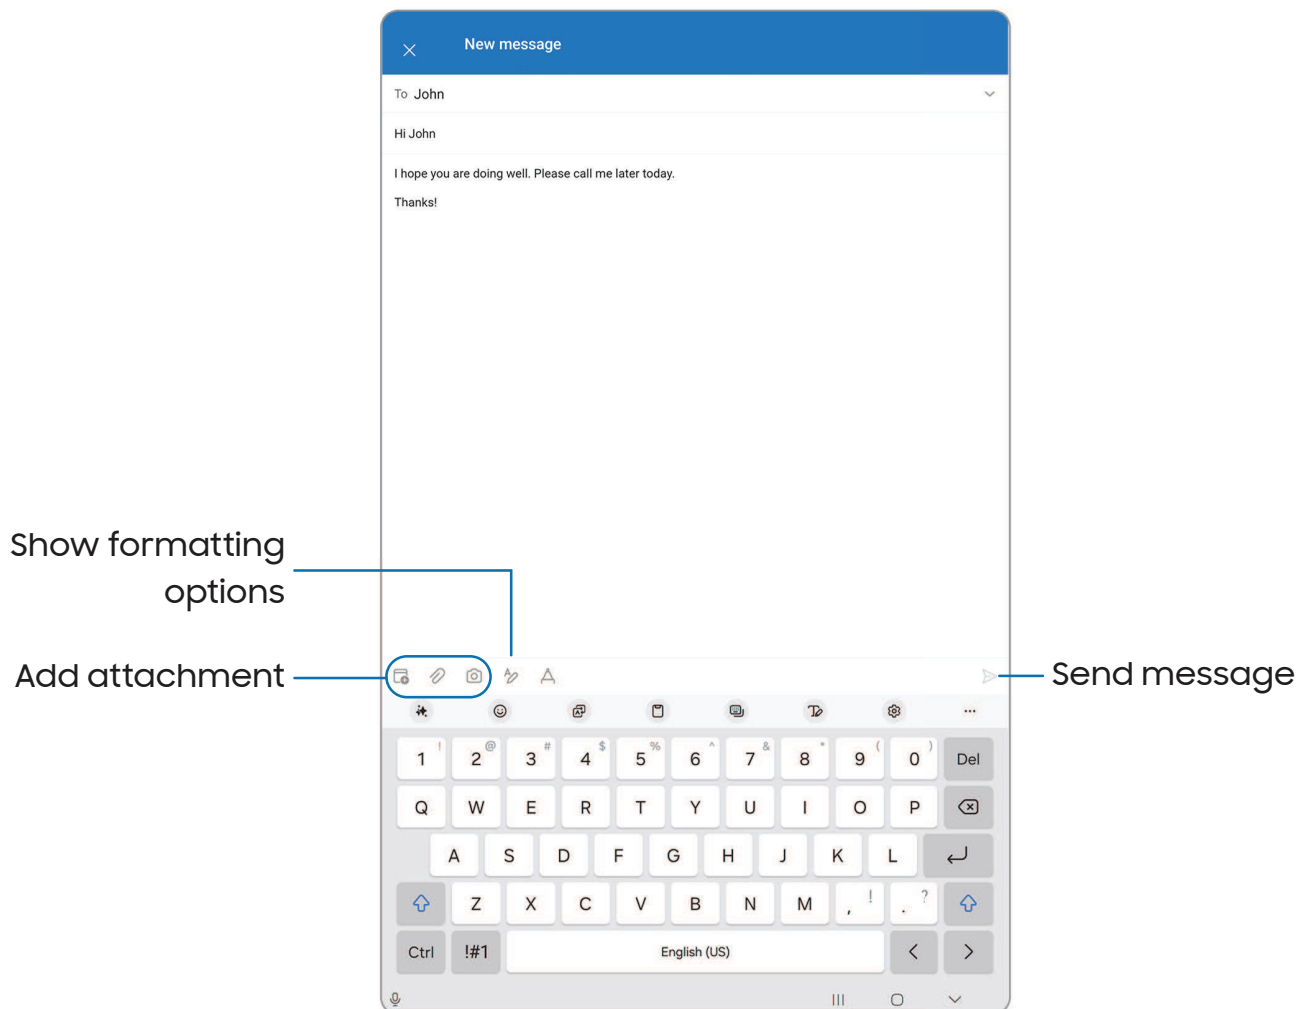 New message
To John
Hi John
I hope you are doing well. Please call me later today.
Thanks!
Show formatting
options
Add attachment
Send message
1 ! 2 @ 3 # 4 $ 5 % 6 ^ 7 & 8 * 9 ( 0 ) Del
Q W E R T Y U I O P
A S D F G H J K L
Z X C V B N M , ! . ?
Ctrl !#1 English (US) < >